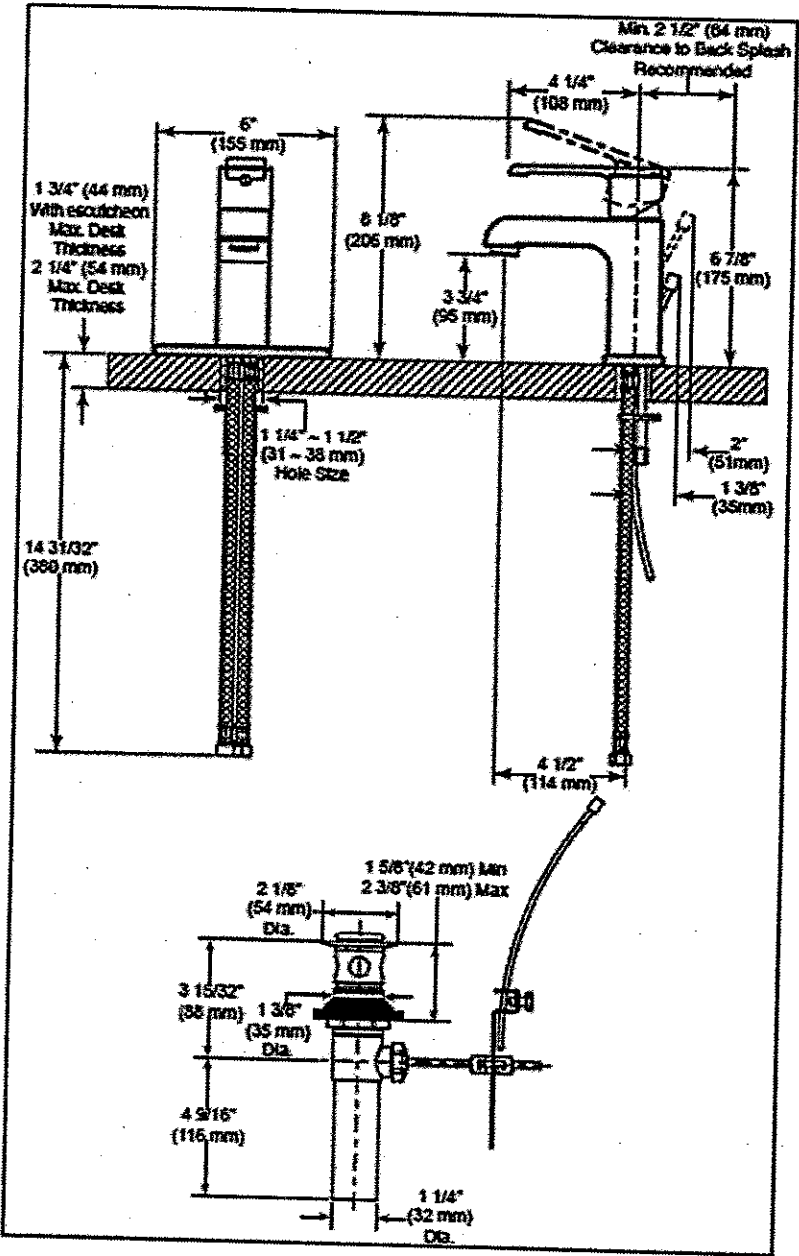 Min. 2 1/2" (64 mm)
Clearance to Back Splash
Recommended
4 1/4"
(108 mm)
6"
(155 mm)
1 3/4" (44 mm)
With escutcheon
Max. Desk
Thickness
2 1/4" (54 mm)
Max. Desk
Thickness
8 1/8"
(206 mm)
3 3/4"
(95 mm)
6 7/8"
(175 mm)
1 1/4" ~ 1 1/2"
(31 ~ 38 mm)
Hole Size
2"
(51mm)
1 3/8"
(35mm)
14 31/32"
(380 mm)
4 1/2"
(114 mm)
1 5/8"(42 mm) Min
2 3/8"(61 mm) Max
2 1/8"
(54 mm)
Dia.
3 15/32"
(88 mm)
1 3/8"
(35 mm)
Dia.
4 9/16"
(116 mm)
1 1/4"
(32 mm)
Dia.